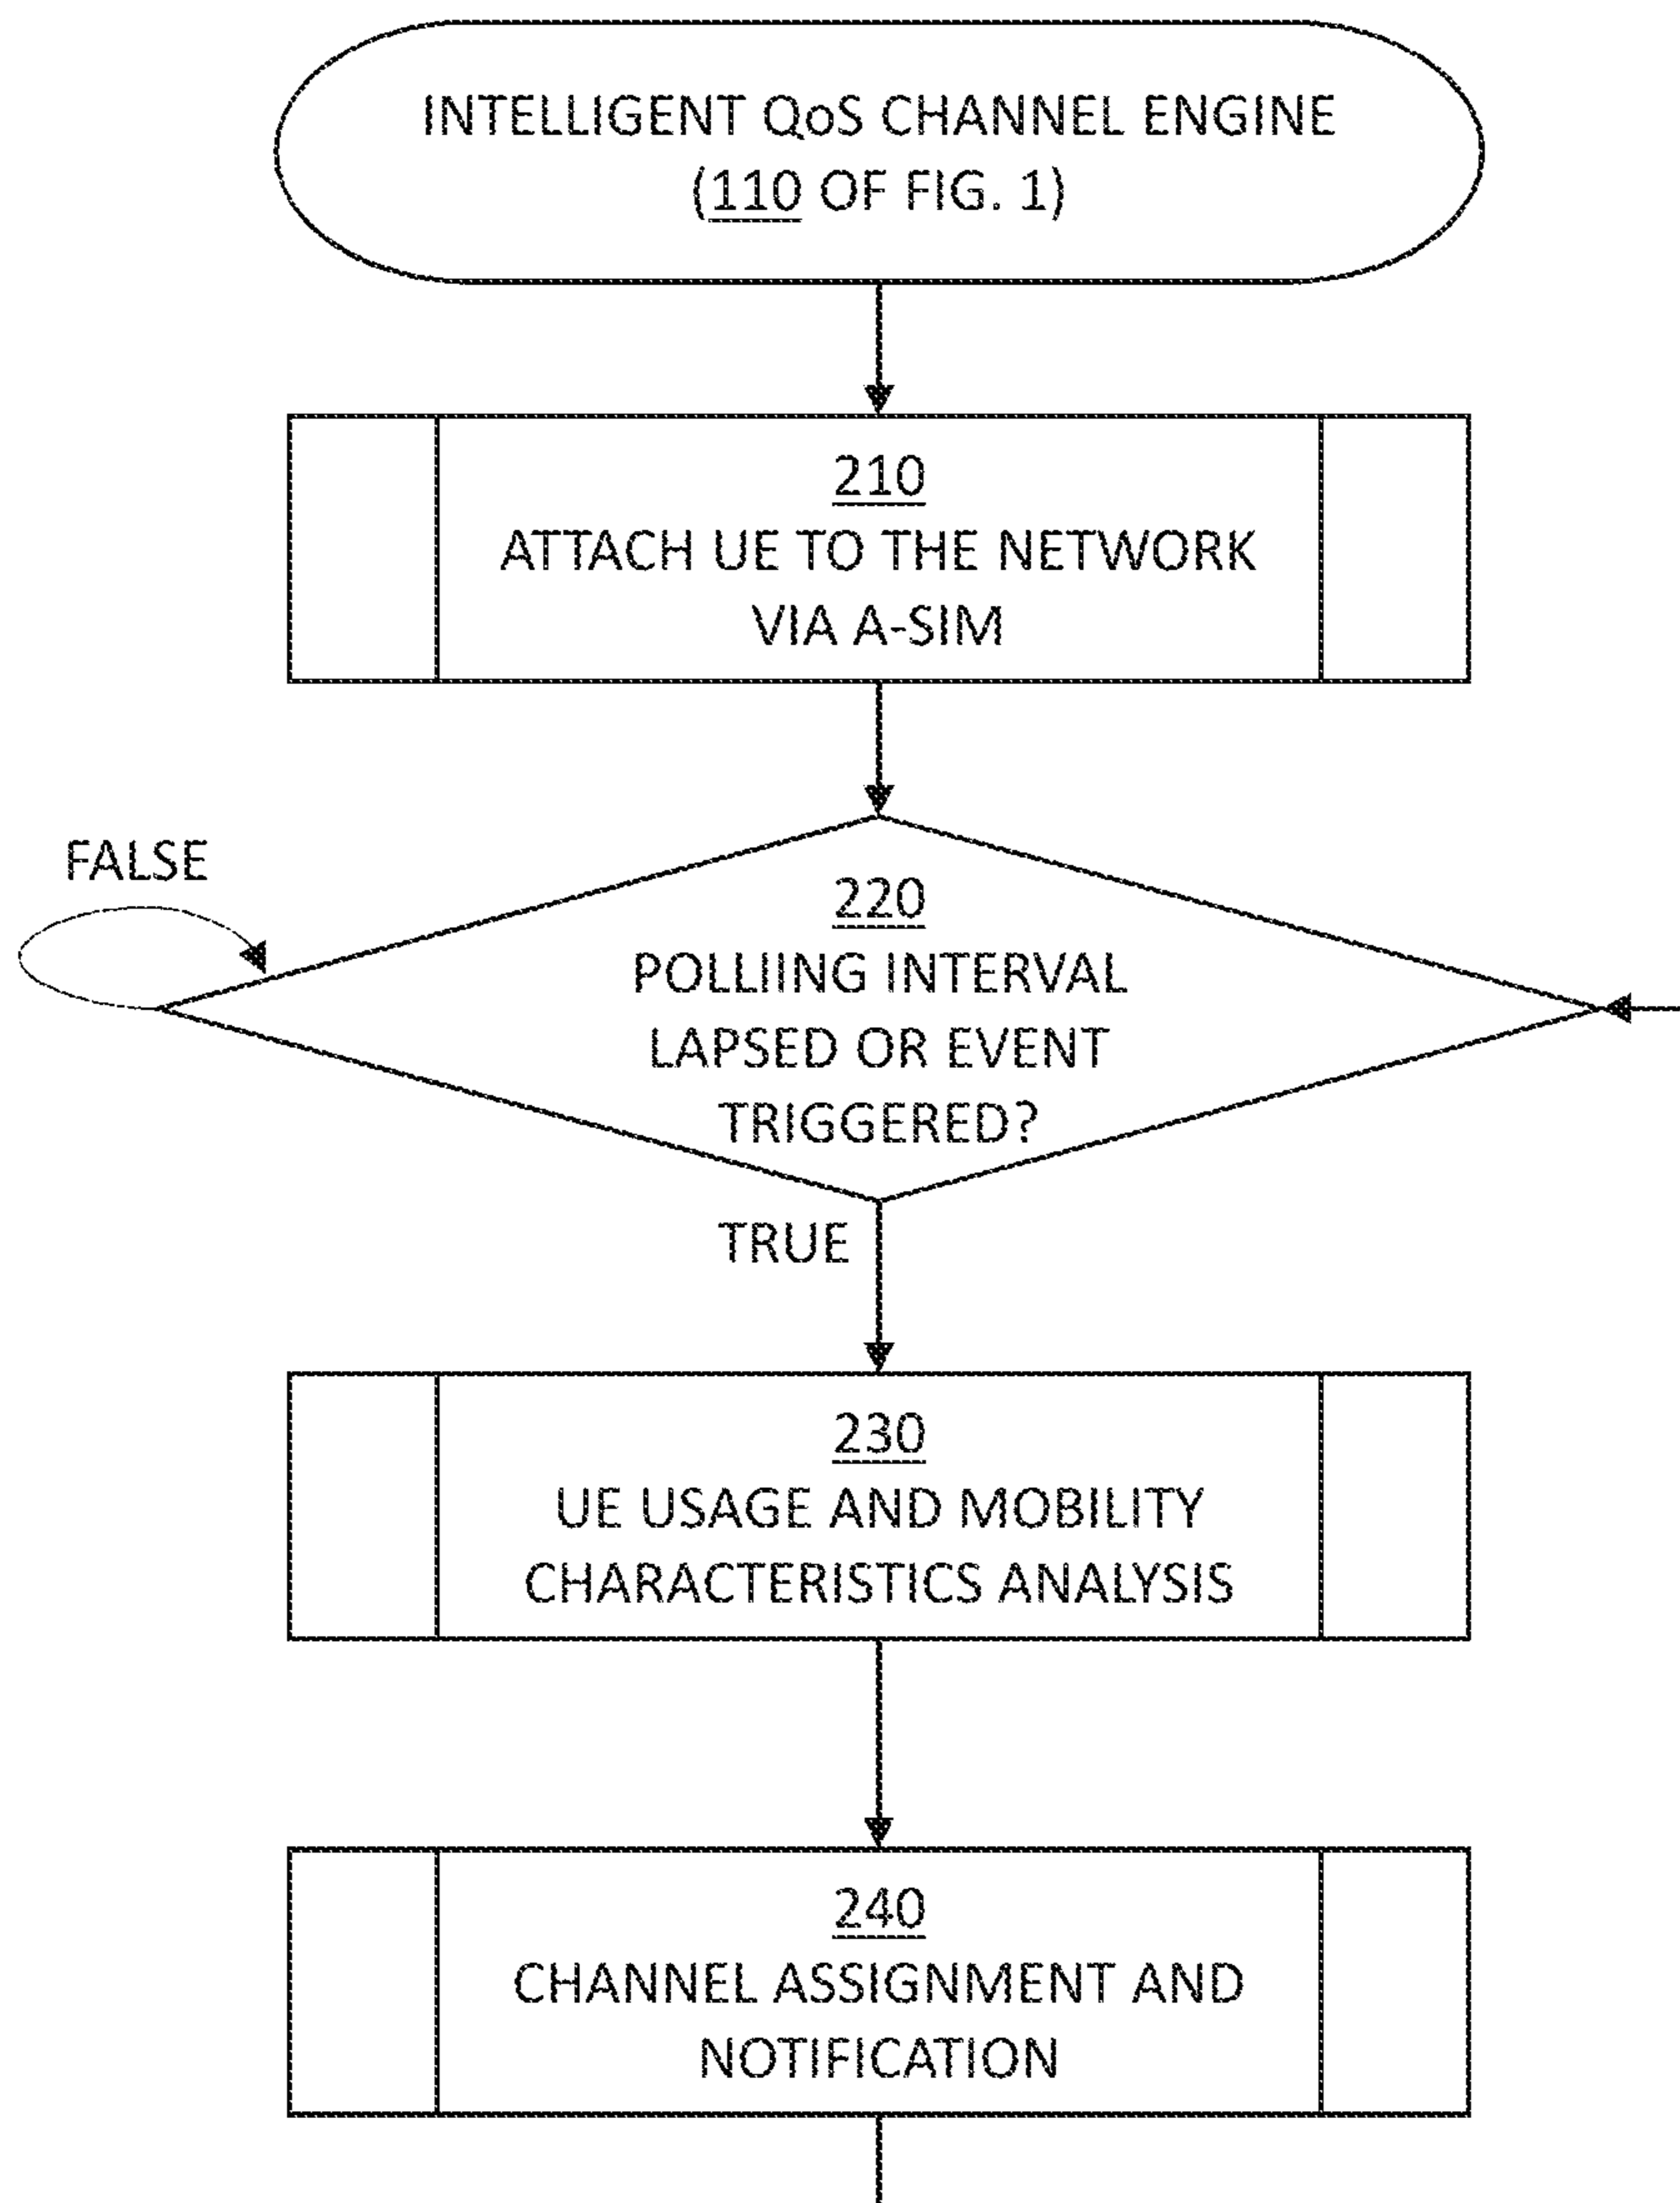 INTELLIGENT QoS CHANNEL ENGINE
(110 OF FIG. 1)
210
ATTACH UE TO THE NETWORK
VIA A-SIM
FALSE
220
POLLIING INTERVAL
LAPSED OR EVENT
TRIGGERED?
TRUE
230
UE USAGE AND MOBILITY
CHARACTERISTICS ANALYSIS
240
CHANNEL ASSIGNMENT AND
NOTIFICATION